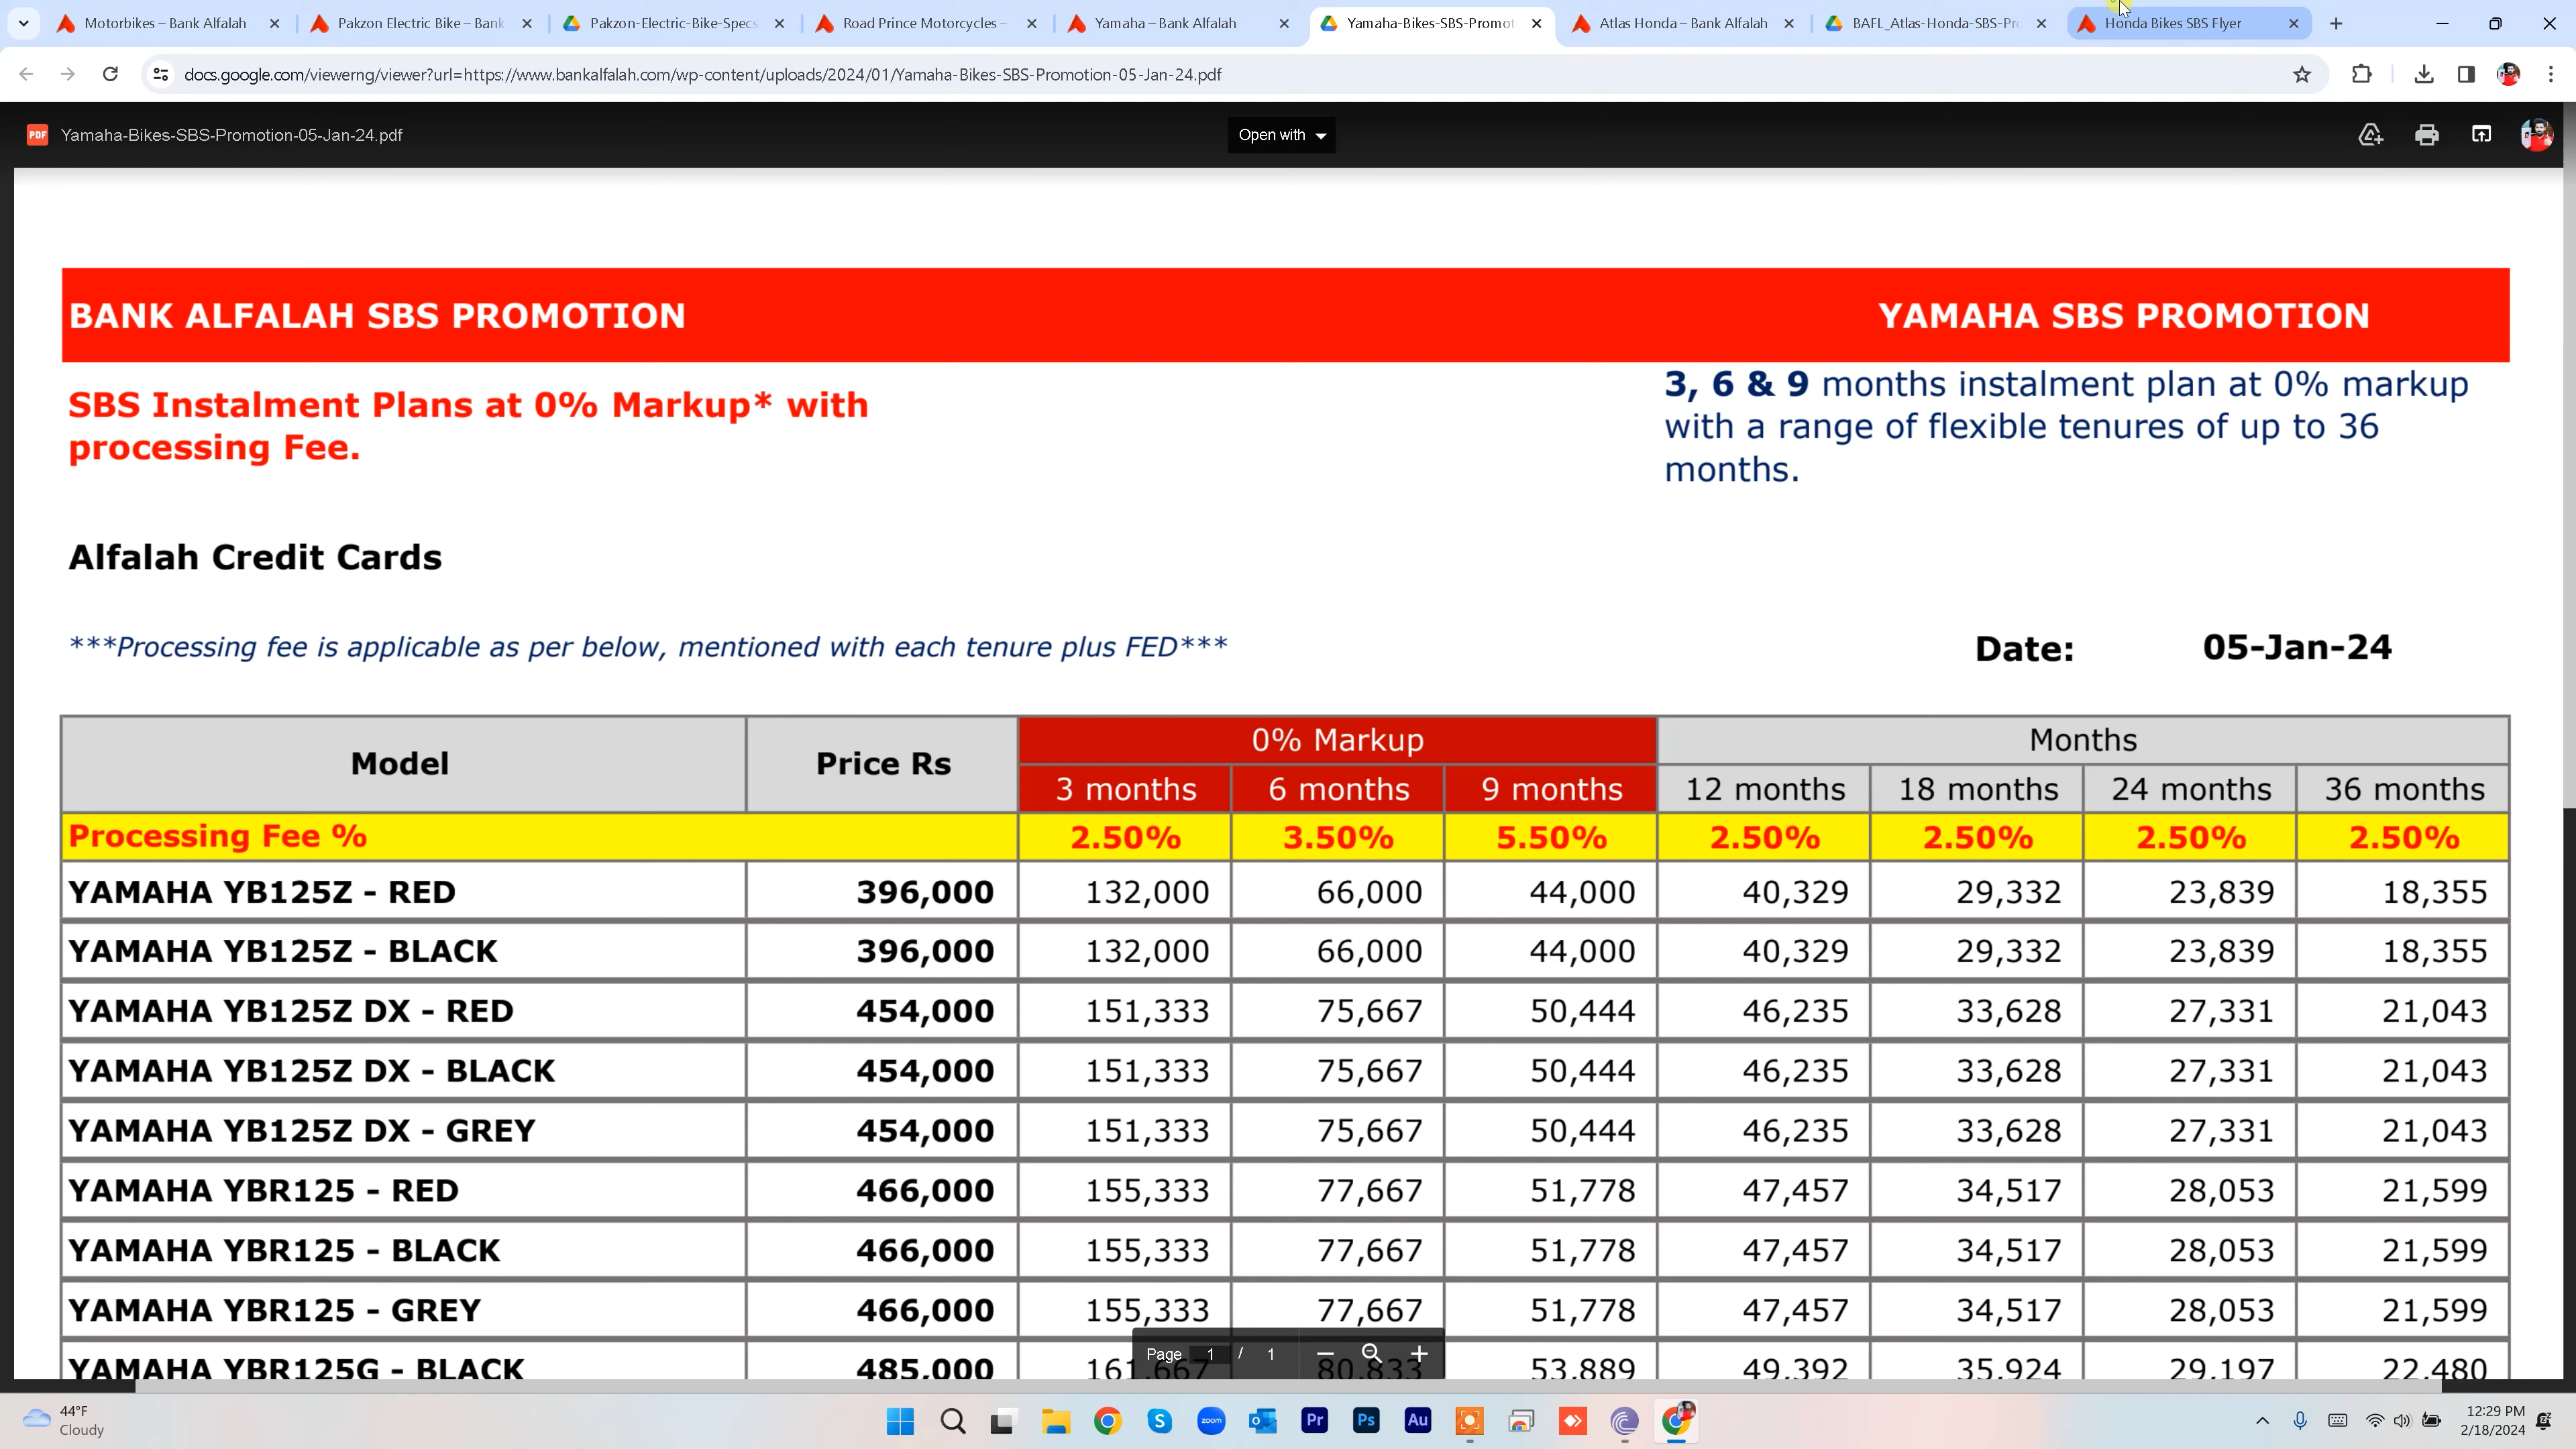 Motorbikes – Bank Alfalah
Pakzon Electric Bike – Bank
Pakzon-Electric-Bike-Specs
Road Prince Motorcycles –
Yamaha – Bank Alfalah
Yamaha-Bikes-SBS-Promot
Atlas Honda – Bank Alfalah
BAFL_Atlas-Honda-SBS-Pro
Honda Bikes SBS Flyer
docs.google.com/viewerng/viewer?url=https://www.bankalfalah.com/wp-content/uploads/2024/01/Yamaha-Bikes-SBS-Promotion-05-Jan-24.pdf
PDF Yamaha-Bikes-SBS-Promotion-05-Jan-24.pdf
Open with
BANK ALFALAH SBS PROMOTION
YAMAHA SBS PROMOTION
SBS Instalment Plans at 0% Markup* with
processing Fee.
3, 6 & 9 months instalment plan at 0% markup
with a range of flexible tenures of up to 36
months.
Alfalah Credit Cards
***Processing fee is applicable as per below, mentioned with each tenure plus FED***
Date: 05-Jan-24
Model Price Rs 0% Markup Months
3 months 6 months 9 months 12 months 18 months 24 months 36 months
Processing Fee % 2.50% 3.50% 5.50% 2.50% 2.50% 2.50% 2.50%
YAMAHA YB125Z - RED 396,000 132,000 66,000 44,000 40,329 29,332 23,839 18,355
YAMAHA YB125Z - BLACK 396,000 132,000 66,000 44,000 40,329 29,332 23,839 18,355
YAMAHA YB125Z DX - RED 454,000 151,333 75,667 50,444 46,235 33,628 27,331 21,043
YAMAHA YB125Z DX - BLACK 454,000 151,333 75,667 50,444 46,235 33,628 27,331 21,043
YAMAHA YB125Z DX - GREY 454,000 151,333 75,667 50,444 46,235 33,628 27,331 21,043
YAMAHA YBR125 - RED 466,000 155,333 77,667 51,778 47,457 34,517 28,053 21,599
YAMAHA YBR125 - BLACK 466,000 155,333 77,667 51,778 47,457 34,517 28,053 21,599
YAMAHA YBR125 - GREY 466,000 155,333 77,667 51,778 47,457 34,517 28,053 21,599
YAMAHA YBR125G - BLACK 485,000 161,667 80,833 53,889 49,392 35,924 29,197 22,480
Page 1 / 1
44°F
Cloudy
zoom
Pr
Ps
Au
12:29 PM
2/18/2024